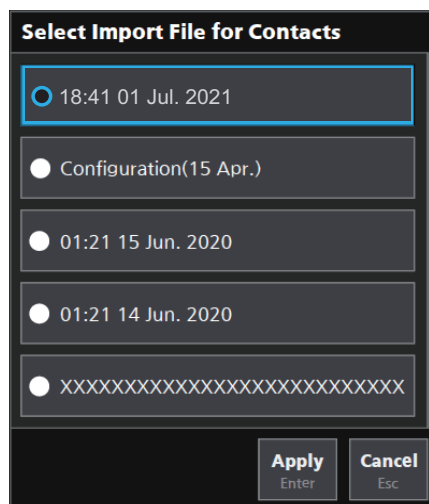 Select Import File for Contacts
18:41 01 Jul. 2021
Configuration(15 Apr.)
01:21 15 Jun. 2020
01:21 14 Jun. 2020
XXXXXXXXXXXXXXXXXXXXXXXXXXX
Apply Cancel
Enter Esc